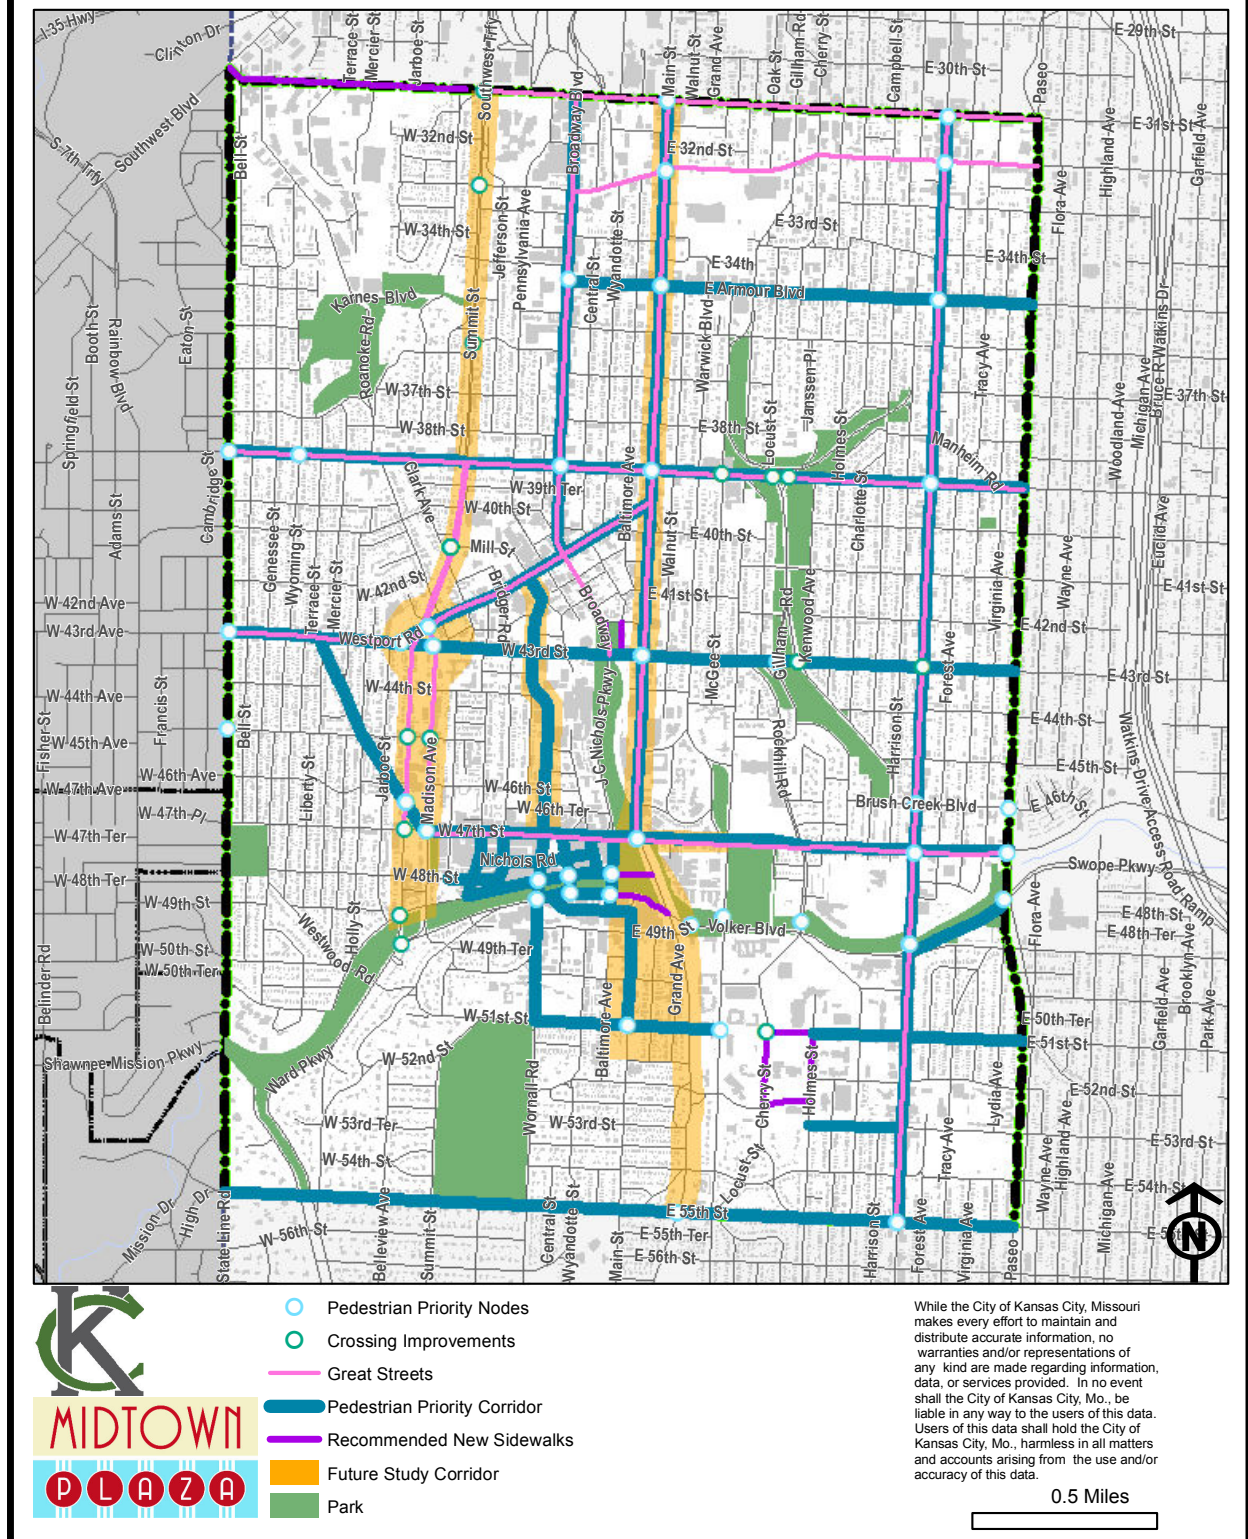 I-35 Hwy
Clinton Dr
Terrace St
Mercier St
Jarboe St
Southwest Trfy
Broadway Blvd
Main St
Walnut St
Grand Ave
Oak St
Gillham Rd
Cherry St
Campbell St
E 29th St
E 30th St
Paseo
Southwest Blvd
S 7th Trfy
Bell St
W 32nd St
E 32nd St
E 31st St
Highland Ave
Garfield Ave
Flora Ave
W 34th St
Jefferson St
Pennsylvania Ave
Central St
Wyandotte St
E 33rd St
E 34th
E 34th St
E Armour Blvd
Karnes Blvd
Roanoke Rd
Summit St
Warwick Blvd
Janssen Pl
Tracy Ave
Booth St
Rainbow Blvd
Eaton St
Springfield St
Bruce Watkins Dr
Michigan Ave
Woodland Ave
W 37th St
E 37th St
W 38th St
E 38th St
Locust St
Holmes St
Manheim Rd
Cambridge St
Adams St
Clark Ave
W 39th Ter
W 40th St
Baltimore Ave
Walnut St
E 40th St
Charlotte St
Euclid Ave
Genessee St
Wyoming St
Terrace St
Mercier St
Mill St
W 42nd St
Bridger Rd
Broadway
E 41st St
E 41st St
Gillham Rd
Kenwood Ave
Virginia Ave
Wayne Ave
E 42nd St
W 42nd Ave
W 43rd Ave
Westport Rd
W 43rd St
E 43rd St
McGee St
Forest Ave
W 44th Ave
W 44th St
Francis St
Fisher St
W 45th Ave
Bell St
J C Nichols Pkwy
Rockhill Rd
Harrison St
E 44th St
E 45th St
E 46th St
Watkins Drive Access Road Ramp
W 46th Ave
W 47th Ave
W 47th Pl
W 47th Ter
Liberty St
Jarboe St
Madison Ave
W 46th St
W 46th Ter
W 47th St
Brush Creek Blvd
Nichols Rd
W 48th St
W 48th Ter
W 49th St
Swope Pkwy
Flora Ave
E 48th St
E 48th Ter
W 50th St
W 50th Ter
Westwood Rd
Holly St
W 49th Ter
E 49th St
Volker Blvd
Grand Ave
Brooklyn Ave
Garfield Ave
Park Ave
Belinder Rd
W 51st St
Baltimore Ave
E 50th Ter
E 51st St
Shawnee Mission Pkwy
Ward Pkwy
W 52nd St
Wornall Rd
Cherry St
Holmes St
Lydia Ave
E 52nd St
W 53rd Ter
W 53rd St
E 53rd St
W 54th St
E Locust St
Tracy Ave
Wayne Ave
Highland Ave
E 54th St
Mission Dr
High Dr
State Line Rd
W 56th St
Belleview Ave
Summit St
Central St
Wyandotte St
Main St
E 55th St
E 55th Ter
E 56th St
Harrison St
Forest Ave
Virginia Ave
Paseo
Michigan Ave
N
KC
MIDTOWN
PLAZA
Pedestrian Priority Nodes
Crossing Improvements
Great Streets
Pedestrian Priority Corridor
Recommended New Sidewalks
Future Study Corridor
Park
While the City of Kansas City, Missouri
makes every effort to maintain and
distribute accurate information, no
warranties and/or representations of
any kind are made regarding information,
data, or services provided. In no event
shall the City of Kansas City, Mo., be
liable in any way to the users of this data.
Users of this data shall hold the City of
Kansas City, Mo., harmless in all matters
and accounts arising from the use and/or
accuracy of this data.
0.5 Miles